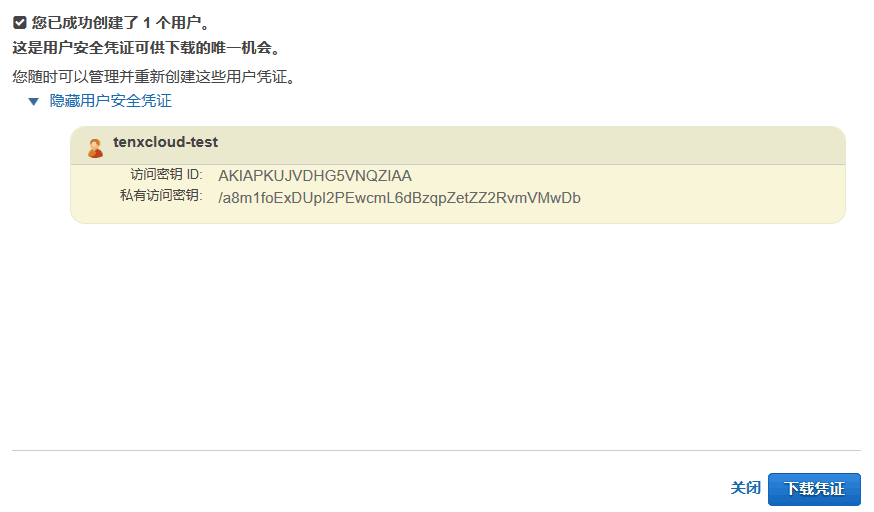 您已成功创建了 1 个用户。
这是用户安全凭证可供下载的唯一机会。
您随时可以管理并重新创建这些用户凭证。
隐藏用户安全凭证
tenxcloud-test
访问密钥 ID: AKIAPKUJVDHG5VNQZIAA
私有访问密钥: /a8m1foExDUpI2PEwcmL6dBzqpZetZZ2RvmVMwDb
关闭 下载凭证